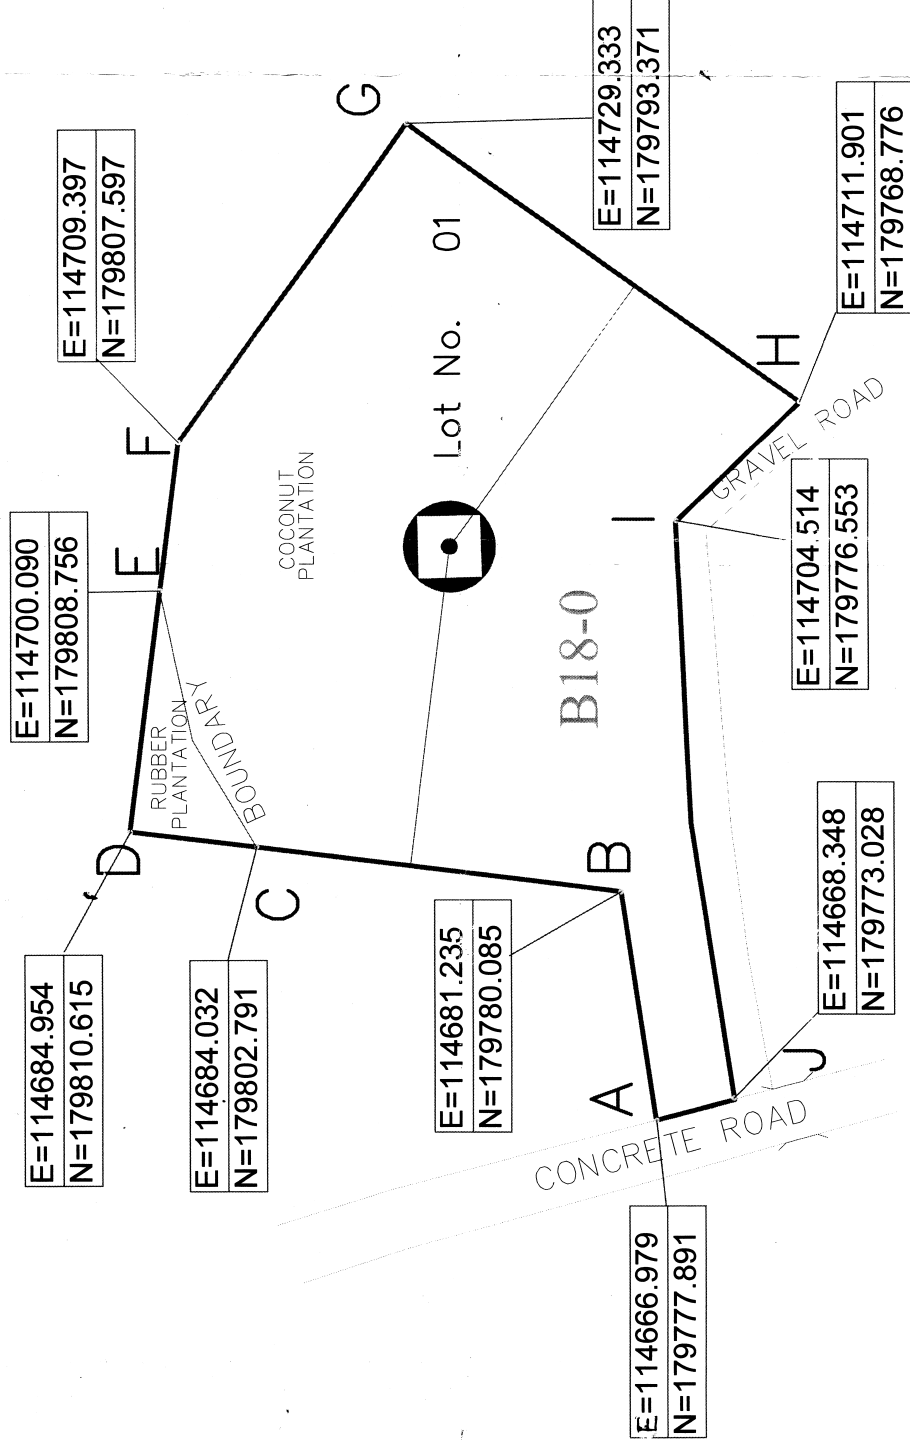 E=114684.954
N=179810.615
D
E=114700.090
N=179808.756
E
E=114709.397
N=179807.597
F
G
RUBBER
PLANTATION
BOUNDARY
E=114684.032
N=179802.791
C
COCONUT
PLANTATION
Lot No. 01
E=114729.333
N=179793.371
E=114681.235
N=179780.085
B
B18-0
I
H
E=114711.901
N=179768.776
GRAVEL ROAD
E=114704.514
N=179776.553
A
E=114666.979
N=179777.891
CONCRETE ROAD
J
E=114668.348
N=179773.028